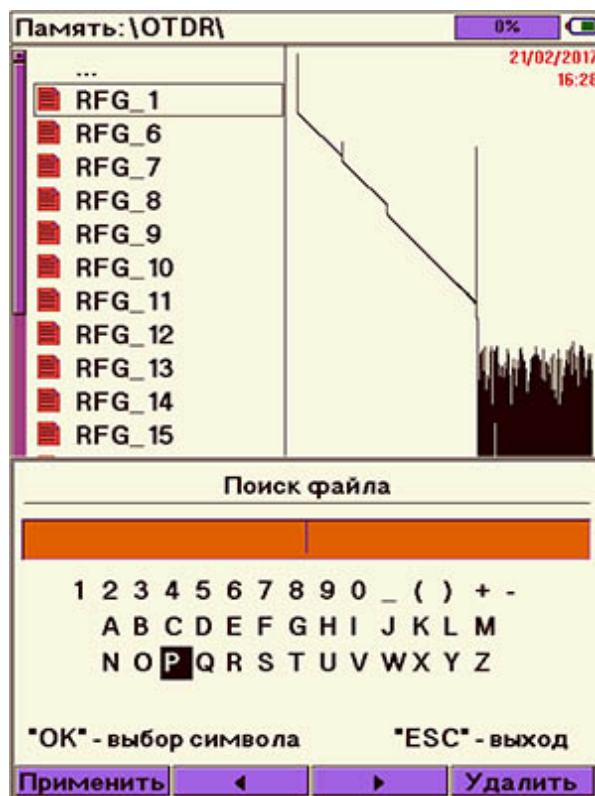 Память:\OTDR\ 0%
21/02/2017
16:28
...
RFG_1
RFG_6
RFG_7
RFG_8
RFG_9
RFG_10
RFG_11
RFG_12
RFG_13
RFG_14
RFG_15
Поиск файла
1 2 3 4 5 6 7 8 9 0 _ ( ) + -
A B C D E F G H I J K L M
N O P Q R S T U V W X Y Z
"OK" - выбор символа "ESC" - выход
Применить ◄ ► Удалить